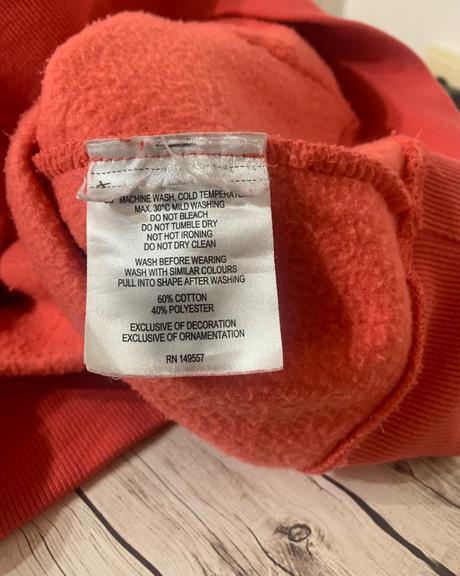 MACHINE WASH, COLD TEMPERATURE
MAX. 30°C MILD WASHING
DO NOT BLEACH
DO NOT TUMBLE DRY
NOT HOT IRONING
DO NOT DRY CLEAN
WASH BEFORE WEARING
WASH WITH SIMILAR COLOURS
PULL INTO SHAPE AFTER WASHING
60% COTTON
40% POLYESTER
EXCLUSIVE OF DECORATION
EXCLUSIVE OF ORNAMENTATION
RN 149557